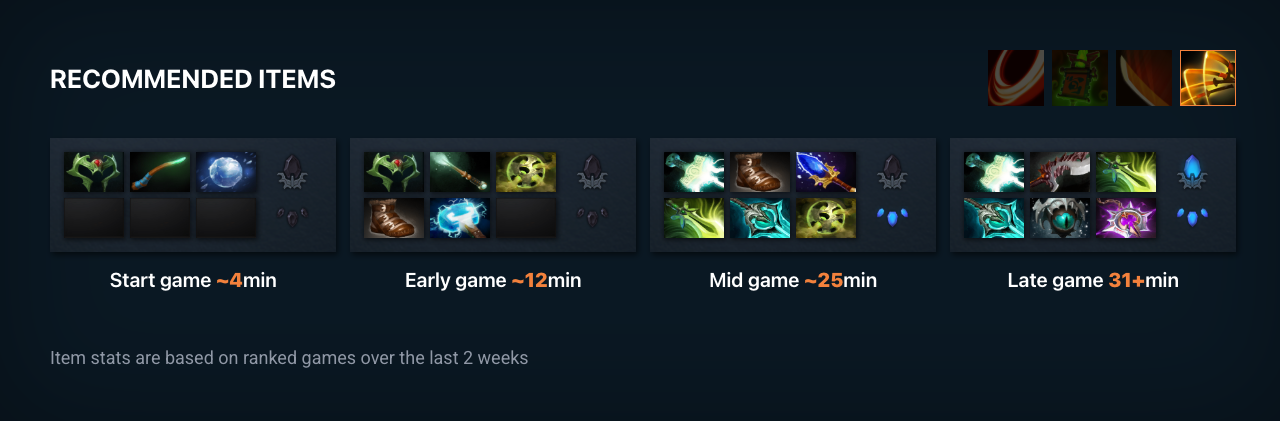 RECOMMENDED ITEMS
Start game ~4min
Early game ~12min
Mid game ~25min
Late game 31+min
Item stats are based on ranked games over the last 2 weeks